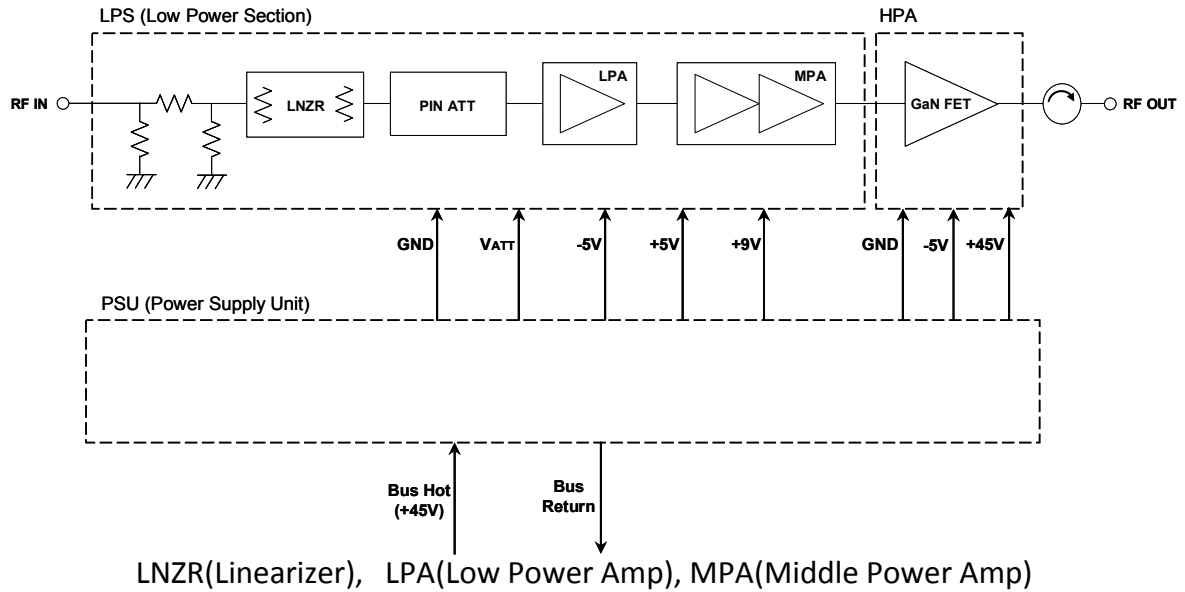 LPS (Low Power Section)
HPA
RF IN
LNZR
PIN ATT
LPA
MPA
GaN FET
RF OUT
GND
VATT
-5V
+5V
+9V
GND
-5V
+45V
PSU (Power Supply Unit)
Bus Hot
(+45V)
Bus
Return
LNZR(Linearizer), LPA(Low Power Amp), MPA(Middle Power Amp)